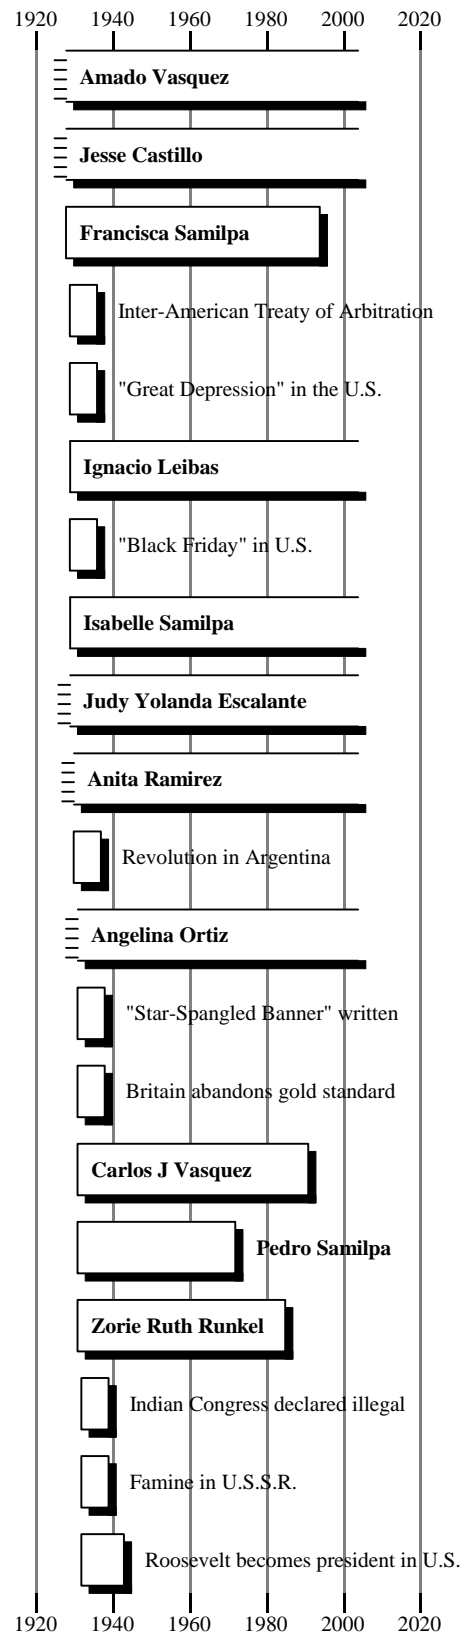 1920 1940 1960 1980 2000 2020
Amado Vasquez
Jesse Castillo
Francisca Samilpa
Inter-American Treaty of Arbitration
"Great Depression" in the U.S.
Ignacio Leibas
"Black Friday" in U.S.
Isabelle Samilpa
Judy Yolanda Escalante
Anita Ramirez
Revolution in Argentina
Angelina Ortiz
"Star-Spangled Banner" written
Britain abandons gold standard
Carlos J Vasquez
Pedro Samilpa
Zorie Ruth Runkel
Indian Congress declared illegal
Famine in U.S.S.R.
Roosevelt becomes president in U.S.
1920 1940 1960 1980 2000 2020